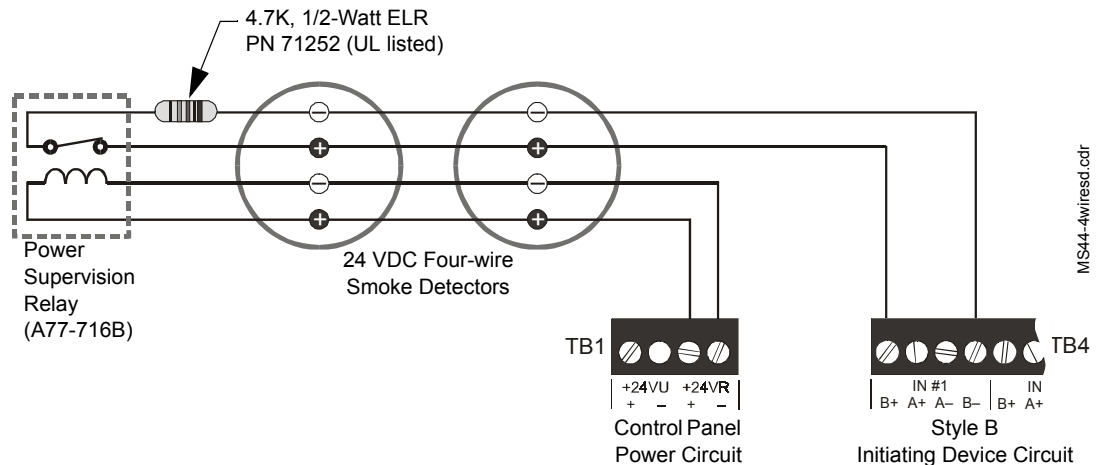 4.7K, 1/2-Watt ELR
PN 71252 (UL listed)
Power
Supervision
Relay
(A77-716B)
24 VDC Four-wire
Smoke Detectors
MS44-4wiresd.cdr
TB1
+24VU +24VR
+ − + −
Control Panel
Power Circuit
TB4
IN #1 IN
B+ A+ A− B− B+ A+
Style B
Initiating Device Circuit